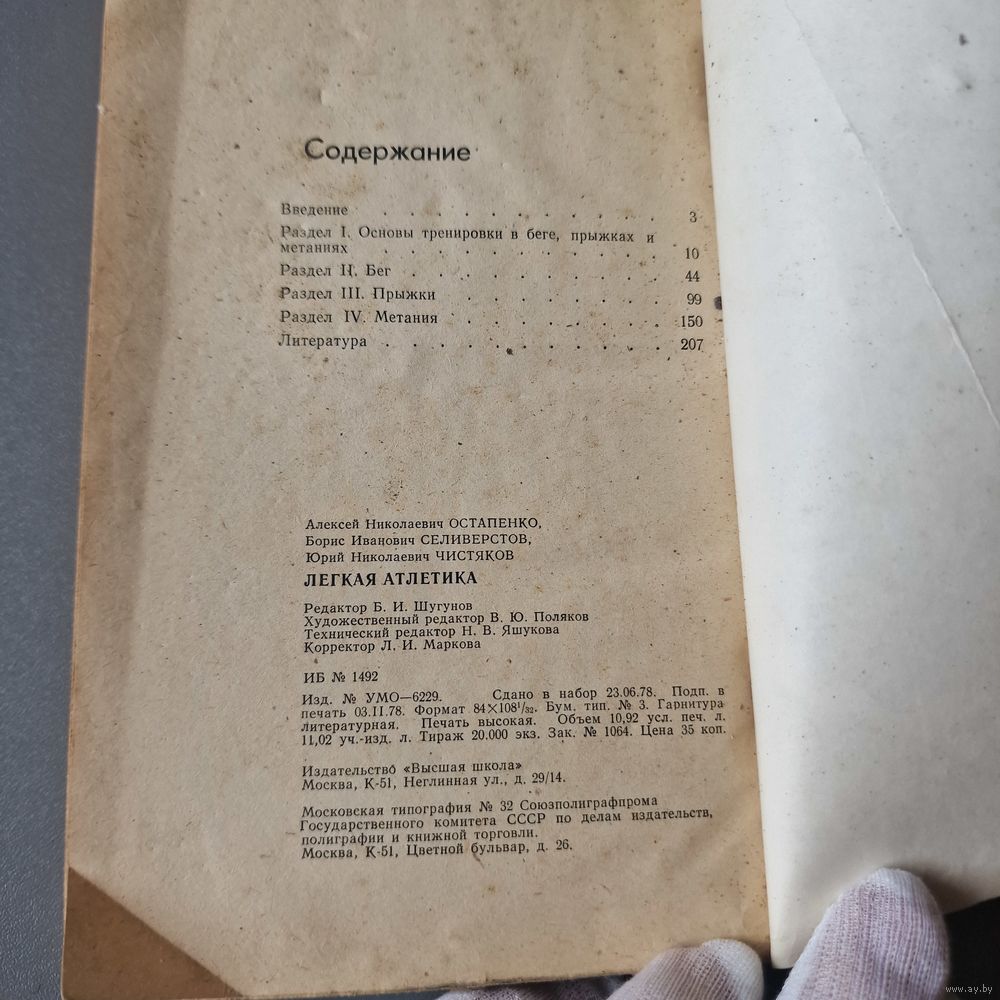 Содержание
Введение . . . . . . . . . . 3
Раздел I. Основы тренировки в беге, прыжках и
метаниях . . . . . . . . . . 10
Раздел II. Бег . . . . . . . . . 44
Раздел III. Прыжки . . . . . . . . 99
Раздел IV. Метания . . . . . . . . 150
Литература . . . . . . . . . . . 207
Алексей Николаевич ОСТАПЕНКО,
Борис Иванович СЕЛИВЕРСТОВ,
Юрий Николаевич ЧИСТЯКОВ
ЛЕГКАЯ АТЛЕТИКА
Редактор Б. И. Шугунов
Художественный редактор В. Ю. Поляков
Технический редактор Н. В. Яшукова
Корректор Л. И. Маркова
ИБ № 1492
Изд. № УМО—6229. Сдано в набор 23.06.78. Подп. в
печать 03.11.78. Формат 84×108¹/₃₂. Бум. тип. № 3. Гарнитура
литературная. Печать высокая. Объем 10,92 усл. печ. л.
11,02 уч.-изд. л. Тираж 20.000 экз. Зак. № 1064. Цена 35 коп.
Издательство «Высшая школа»
Москва, К-51, Неглинная ул., д. 29/14.
Московская типография № 32 Союзполиграфпрома
Государственного комитета СССР по делам издательств,
полиграфии и книжной торговли.
Москва, К-51, Цветной бульвар, д. 26.
www.ay.by